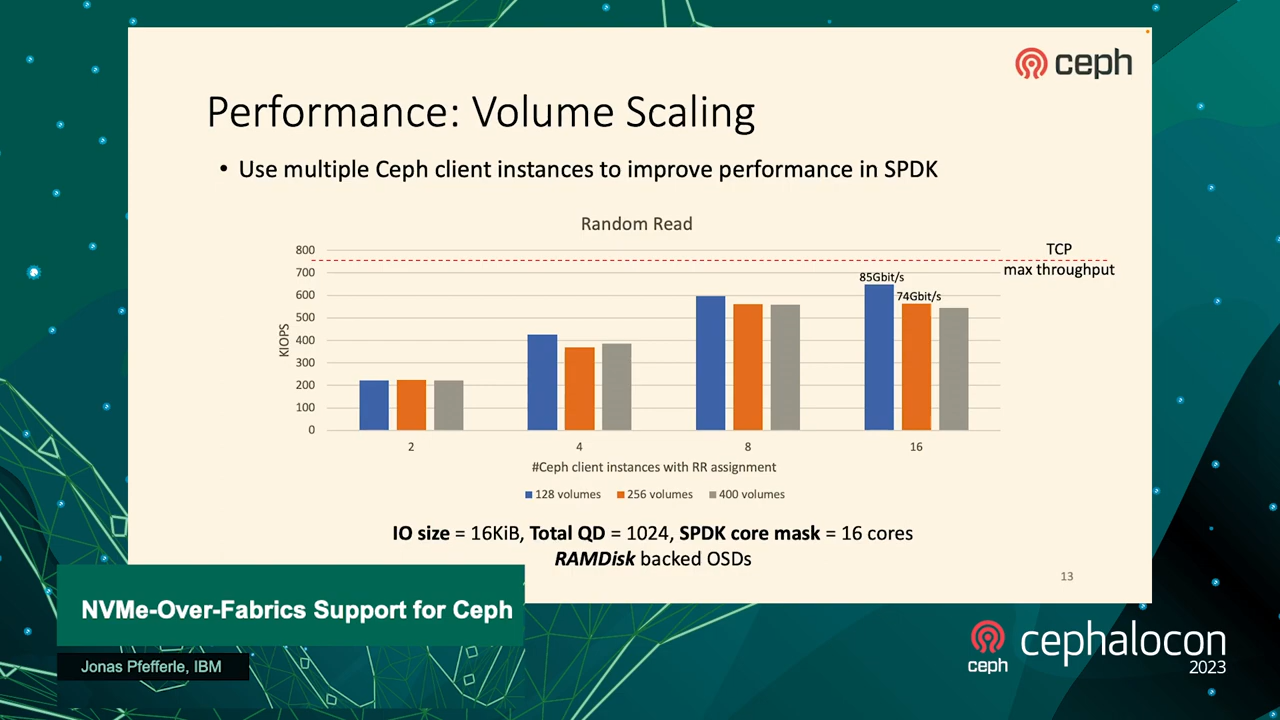 ceph
Performance: Volume Scaling
• Use multiple Ceph client instances to improve performance in SPDK
Random Read
800
700
600
500
400
300
200
100
0
KIOPS
TCP
max throughput
85Gbit/s
74Gbit/s
2 4 8 16
#Ceph client instances with RR assignment
128 volumes 256 volumes 400 volumes
IO size = 16KiB, Total QD = 1024, SPDK core mask = 16 cores
RAMDisk backed OSDs
13
NVMe-Over-Fabrics Support for Ceph
Jonas Pfefferle, IBM
ceph
cephalocon
2023